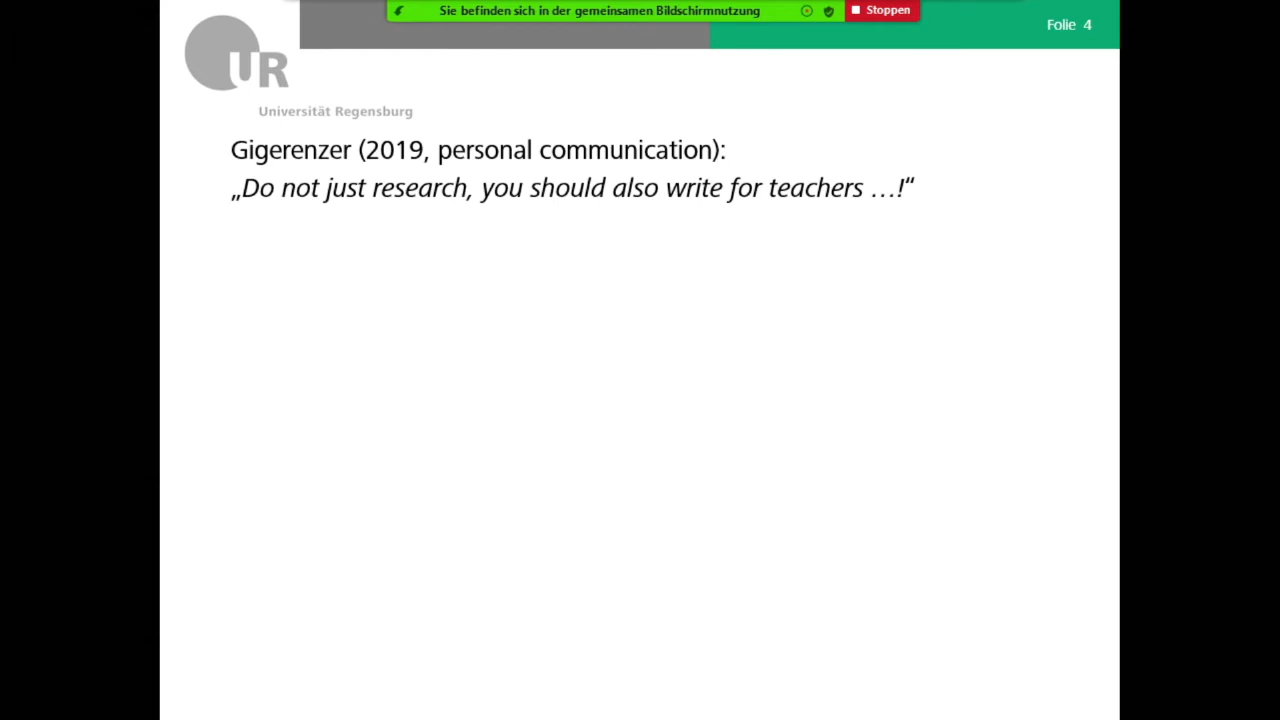 Sie befinden sich in der gemeinsamen Bildschirmnutzung
Stoppen
Folie 4
UR
Universität Regensburg
Gigerenzer (2019, personal communication):
„Do not just research, you should also write for teachers …!“